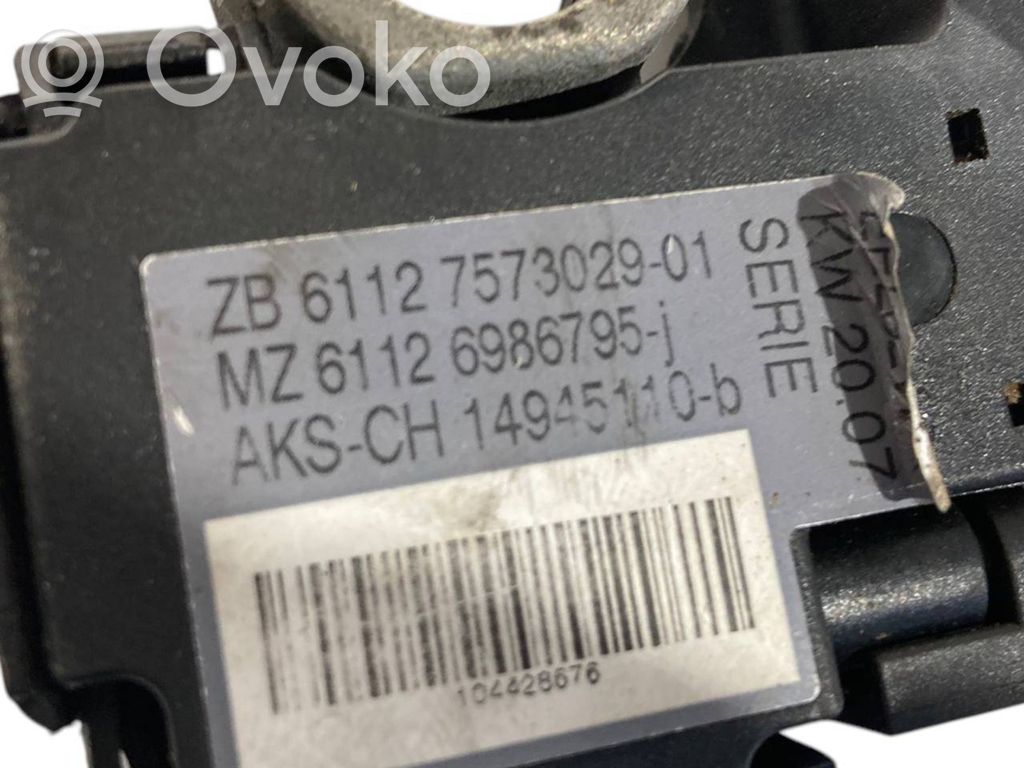 Ovoko
ZB 6112 7573029-01
MZ 6112 6986795-j
AKS-CH 14945110-b
SERIE
KW 20.07
104428676